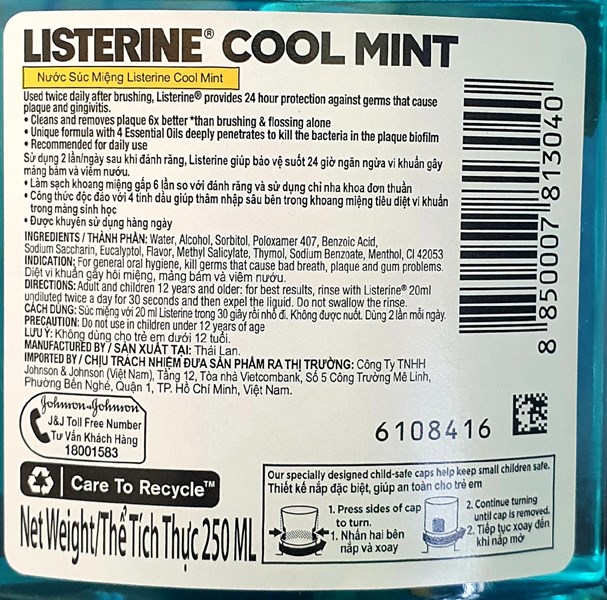 LISTERINE® COOL MINT
Nước Súc Miệng Listerine Cool Mint
Used twice daily after brushing, Listerine® provides 24 hour protection against germs that cause
plaque and gingivitis.
• Cleans and removes plaque 6x better *than brushing & flossing alone
• Unique formula with 4 Essential Oils deeply penetrates to kill the bacteria in the plaque biofilm
• Recommended for daily use
Sử dụng 2 lần/ngày sau khi đánh răng, Listerine giúp bảo vệ suốt 24 giờ ngăn ngừa vi khuẩn gây
mảng bám và viêm nướu.
• Làm sạch khoang miệng gấp 6 lần so với đánh răng và sử dụng chỉ nha khoa đơn thuần
• Công thức độc đáo với 4 tinh dầu giúp thâm nhập sâu bên trong khoang miệng tiêu diệt vi khuẩn
trong màng sinh học
• Được khuyên sử dụng hàng ngày
INGREDIENTS / THÀNH PHẦN: Water, Alcohol, Sorbitol, Poloxamer 407, Benzoic Acid,
Sodium Saccharin, Eucalyptol, Flavor, Methyl Salicylate, Thymol, Sodium Benzoate, Menthol, CI 42053
INDICATION: For general oral hygiene, kill germs that cause bad breath, plaque and gum problems.
Diệt vi khuẩn gây hôi miệng, mảng bám và viêm nướu.
DIRECTIONS: Adult and children 12 years and older: for best results, rinse with Listerine® 20ml
undiluted twice a day for 30 seconds and then expel the liquid. Do not swallow the rinse.
CÁCH DÙNG: Súc miệng với 20 ml Listerine trong 30 giây rồi nhổ đi. Không được nuốt. Dùng 2 lần mỗi ngày.
PRECAUTION: Do not use in children under 12 years of age
LƯU Ý: Không dùng cho trẻ em dưới 12 tuổi.
MANUFACTURED BY / SẢN XUẤT TẠI: Thái Lan.
IMPORTED BY / CHỊU TRÁCH NHIỆM ĐƯA SẢN PHẨM RA THỊ TRƯỜNG: Công Ty TNHH
Johnson & Johnson (Việt Nam), Tầng 12, Tòa nhà Vietcombank, Số 5 Công Trường Mê Linh,
Phường Bến Nghé, Quận 1, TP. Hồ Chí Minh, Việt Nam.
8 850007 813040
Johnson & Johnson
J&J Toll Free Number
Tư Vấn Khách Hàng
18001583
6108416
Care To Recycle™
Net Weight/Thể Tích Thực 250 ML
Our specially designed child-safe caps help keep small children safe.
Thiết kế nắp đặc biệt, giúp an toàn cho trẻ em
1. Press sides of cap
to turn.
1. Nhấn hai bên
nắp và xoay
2. Continue turning
until cap is removed.
2. Tiếp tục xoay đến
khi nắp mở